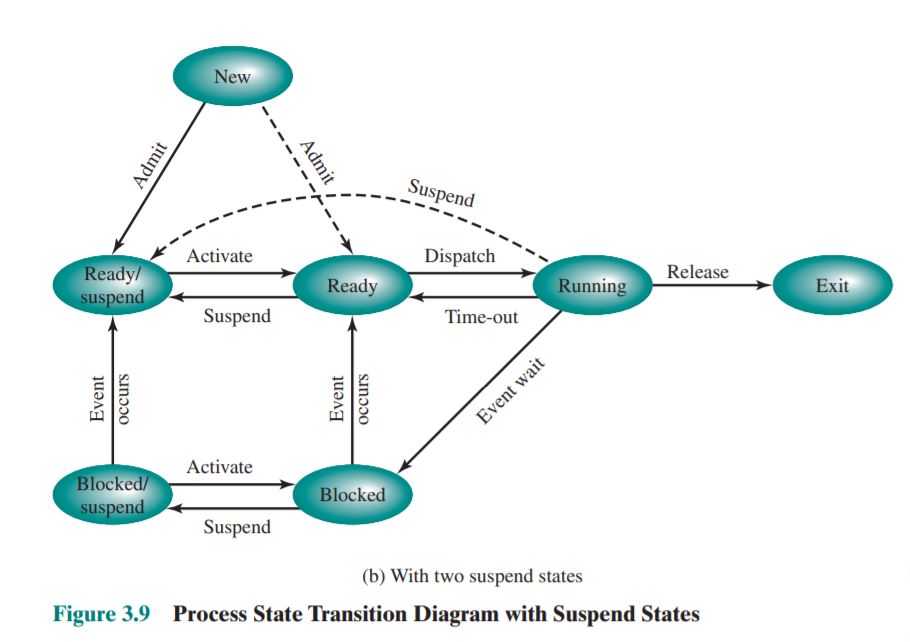 New
Admit
Admit
Suspend
Activate
Dispatch
Release
Ready/
suspend
Ready
Running
Exit
Suspend
Time-out
Event
occurs
Event
occurs
Event wait
Activate
Blocked/
suspend
Blocked
Suspend
(b) With two suspend states
Figure 3.9 Process State Transition Diagram with Suspend States